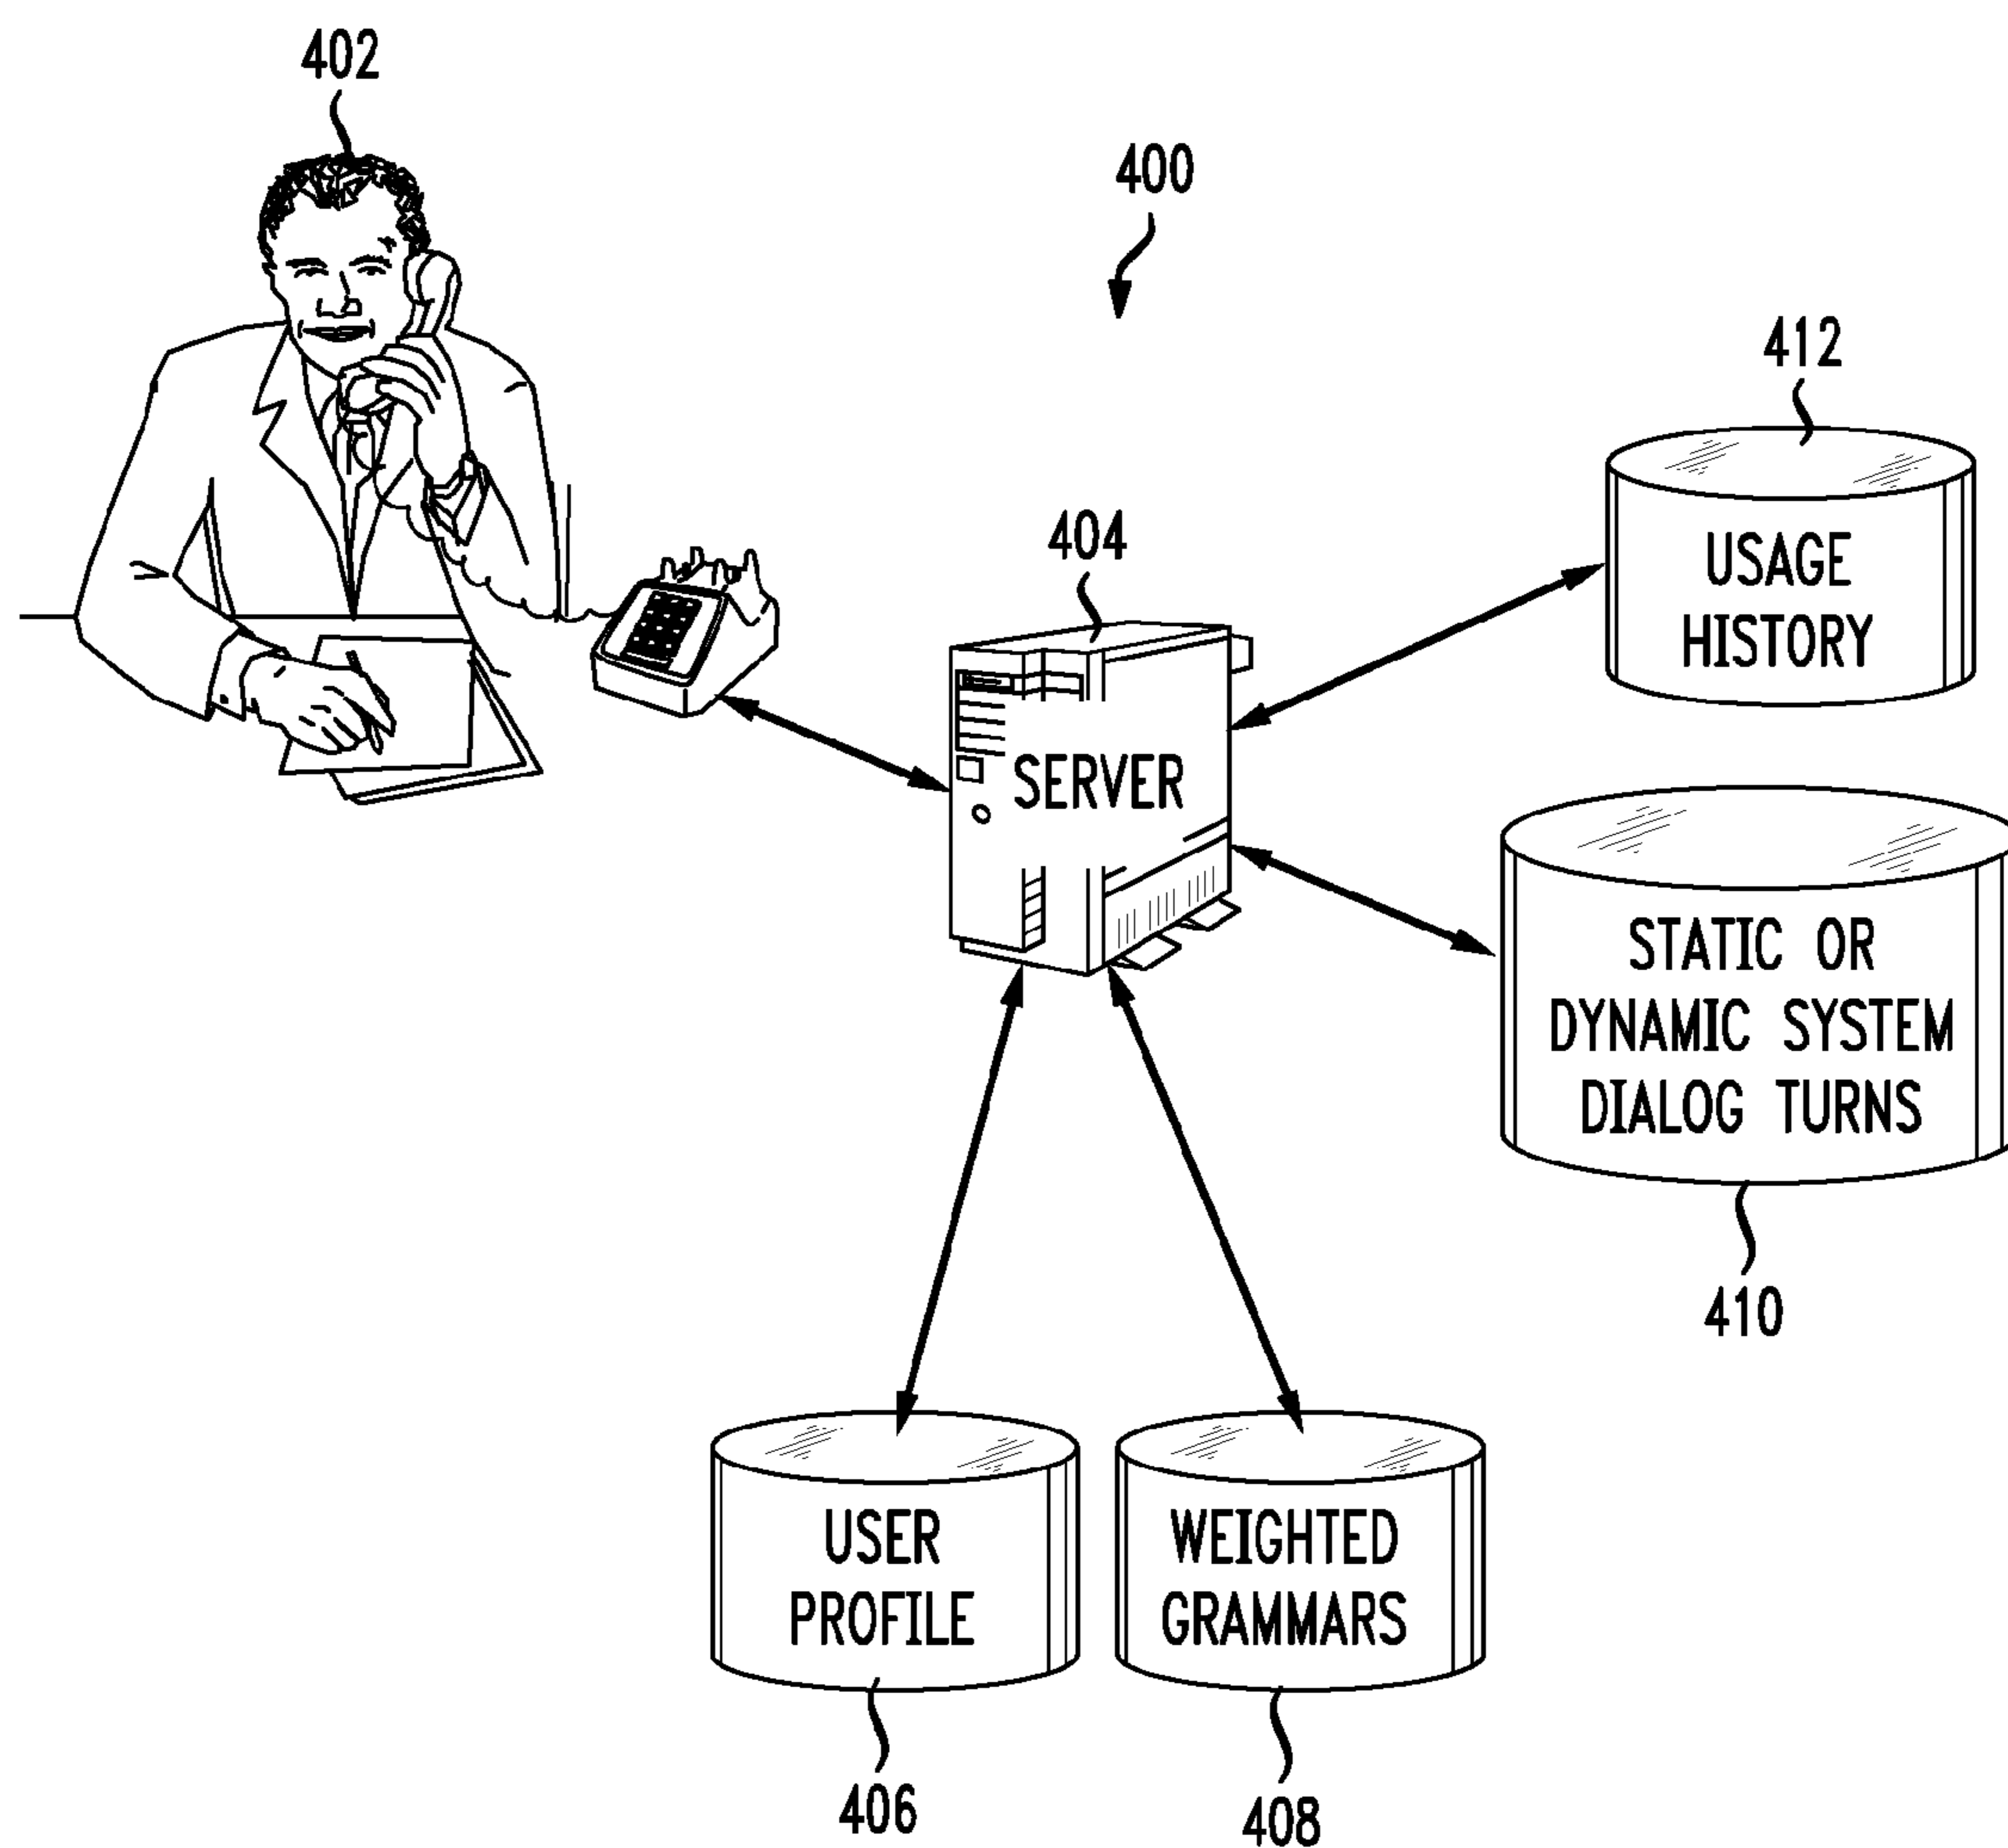 402
400
412
USAGE
HISTORY
404
SERVER
STATIC OR
DYNAMIC SYSTEM
DIALOG TURNS
410
USER
PROFILE
WEIGHTED
GRAMMARS
406
408